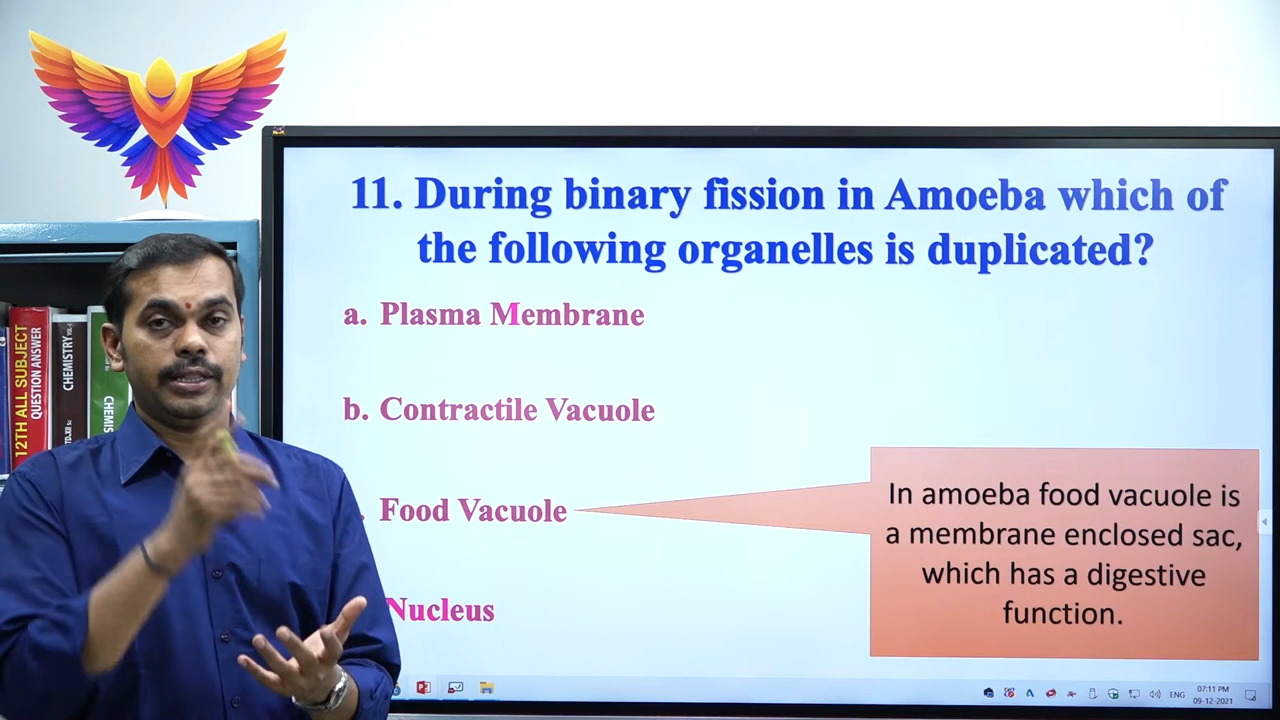 11. During binary fission in Amoeba which of
the following organelles is duplicated?
a. Plasma Membrane
b. Contractile Vacuole
Food Vacuole
Nucleus
In amoeba food vacuole is
a membrane enclosed sac,
which has a digestive
function.
12TH ALL SUBJECT
QUESTION ANSWER
CHEMISTRY
ENG
07:11 PM
09-12-2021